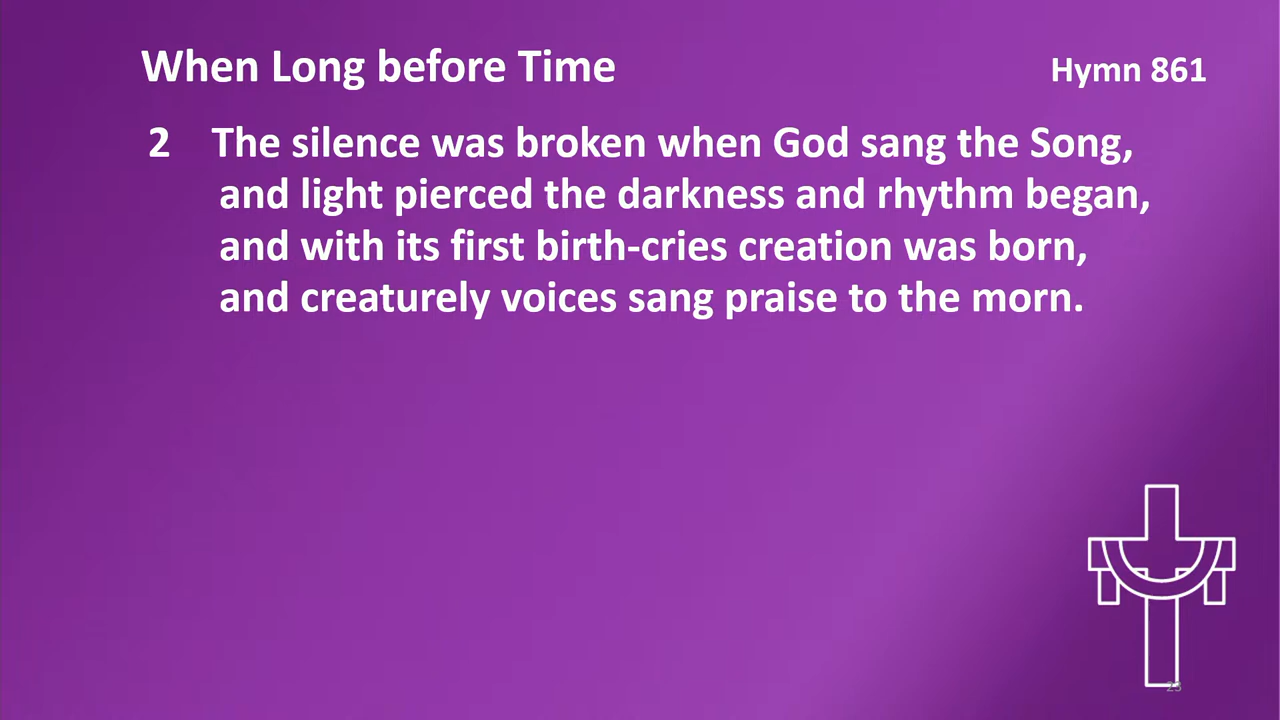 When Long before Time Hymn 861
2 The silence was broken when God sang the Song,
and light pierced the darkness and rhythm began,
and with its first birth-cries creation was born,
and creaturely voices sang praise to the morn.
23